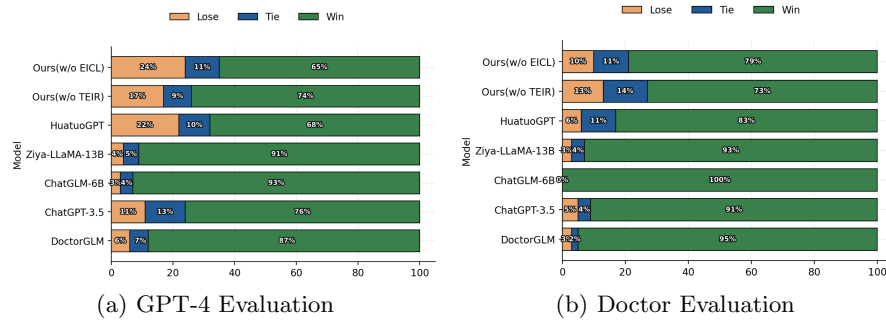 Lose Tie Win
Model
Ours(w/o EICL) 24% 11% 65%
Ours(w/o TEIR) 17% 9% 74%
HuatuoGPT 22% 10% 68%
Ziya-LLaMA-13B 4% 5% 91%
ChatGLM-6B 3% 4% 93%
ChatGPT-3.5 11% 13% 76%
DoctorGLM 6% 7% 87%
0 20 40 60 80 100
(a) GPT-4 Evaluation
Lose Tie Win
Model
Ours(w/o EICL) 10% 11% 79%
Ours(w/o TEIR) 13% 14% 73%
HuatuoGPT 6% 11% 83%
Ziya-LLaMA-13B 3% 4% 93%
ChatGLM-6B 100%
ChatGPT-3.5 5% 4% 91%
DoctorGLM 3% 2% 95%
0 20 40 60 80 100
(b) Doctor Evaluation